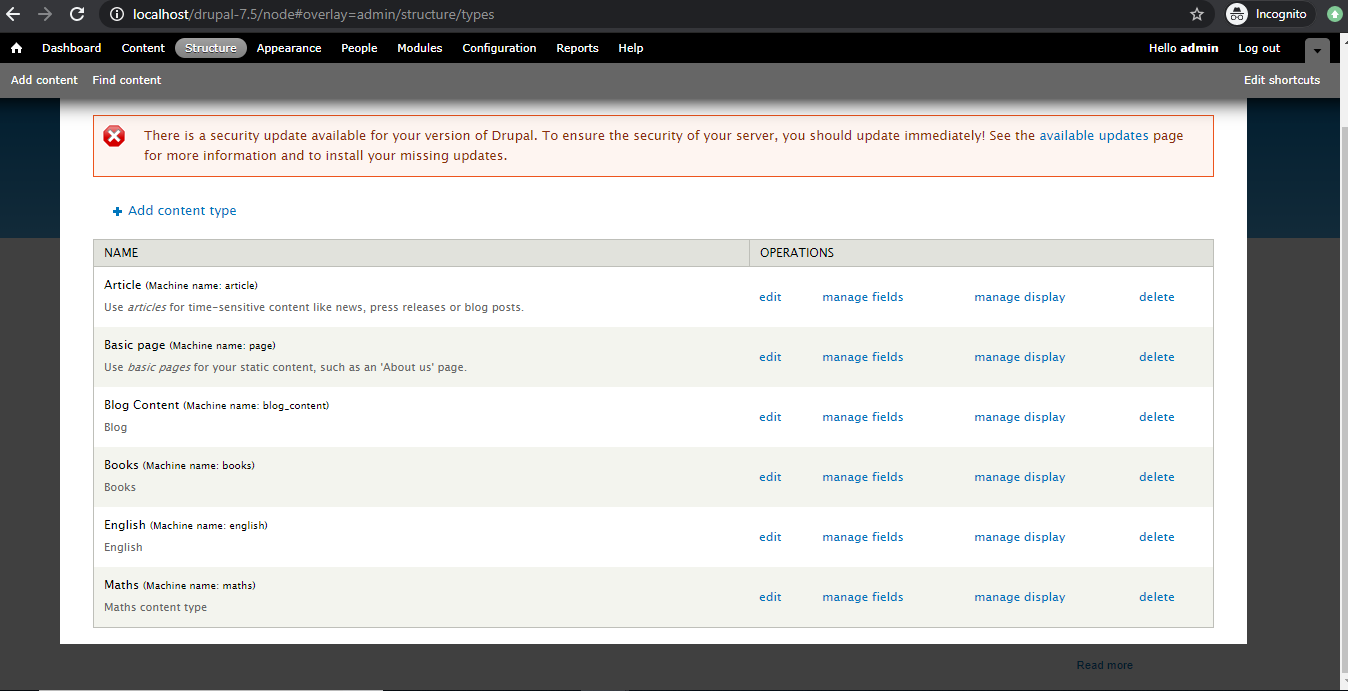 localhost/drupal-7.5/node#overlay=admin/structure/types
Incognito
Dashboard Content Structure Appearance People Modules Configuration Reports Help Hello admin Log out
Add content Find content Edit shortcuts
There is a security update available for your version of Drupal. To ensure the security of your server, you should update immediately! See the available updates page
for more information and to install your missing updates.
Add content type
NAME OPERATIONS
Article (Machine name: article)
Use articles for time-sensitive content like news, press releases or blog posts.
edit manage fields manage display delete
Basic page (Machine name: page)
Use basic pages for your static content, such as an 'About us' page.
edit manage fields manage display delete
Blog Content (Machine name: blog_content)
Blog
edit manage fields manage display delete
Books (Machine name: books)
Books
edit manage fields manage display delete
English (Machine name: english)
English
edit manage fields manage display delete
Maths (Machine name: maths)
Maths content type
edit manage fields manage display delete
Read more